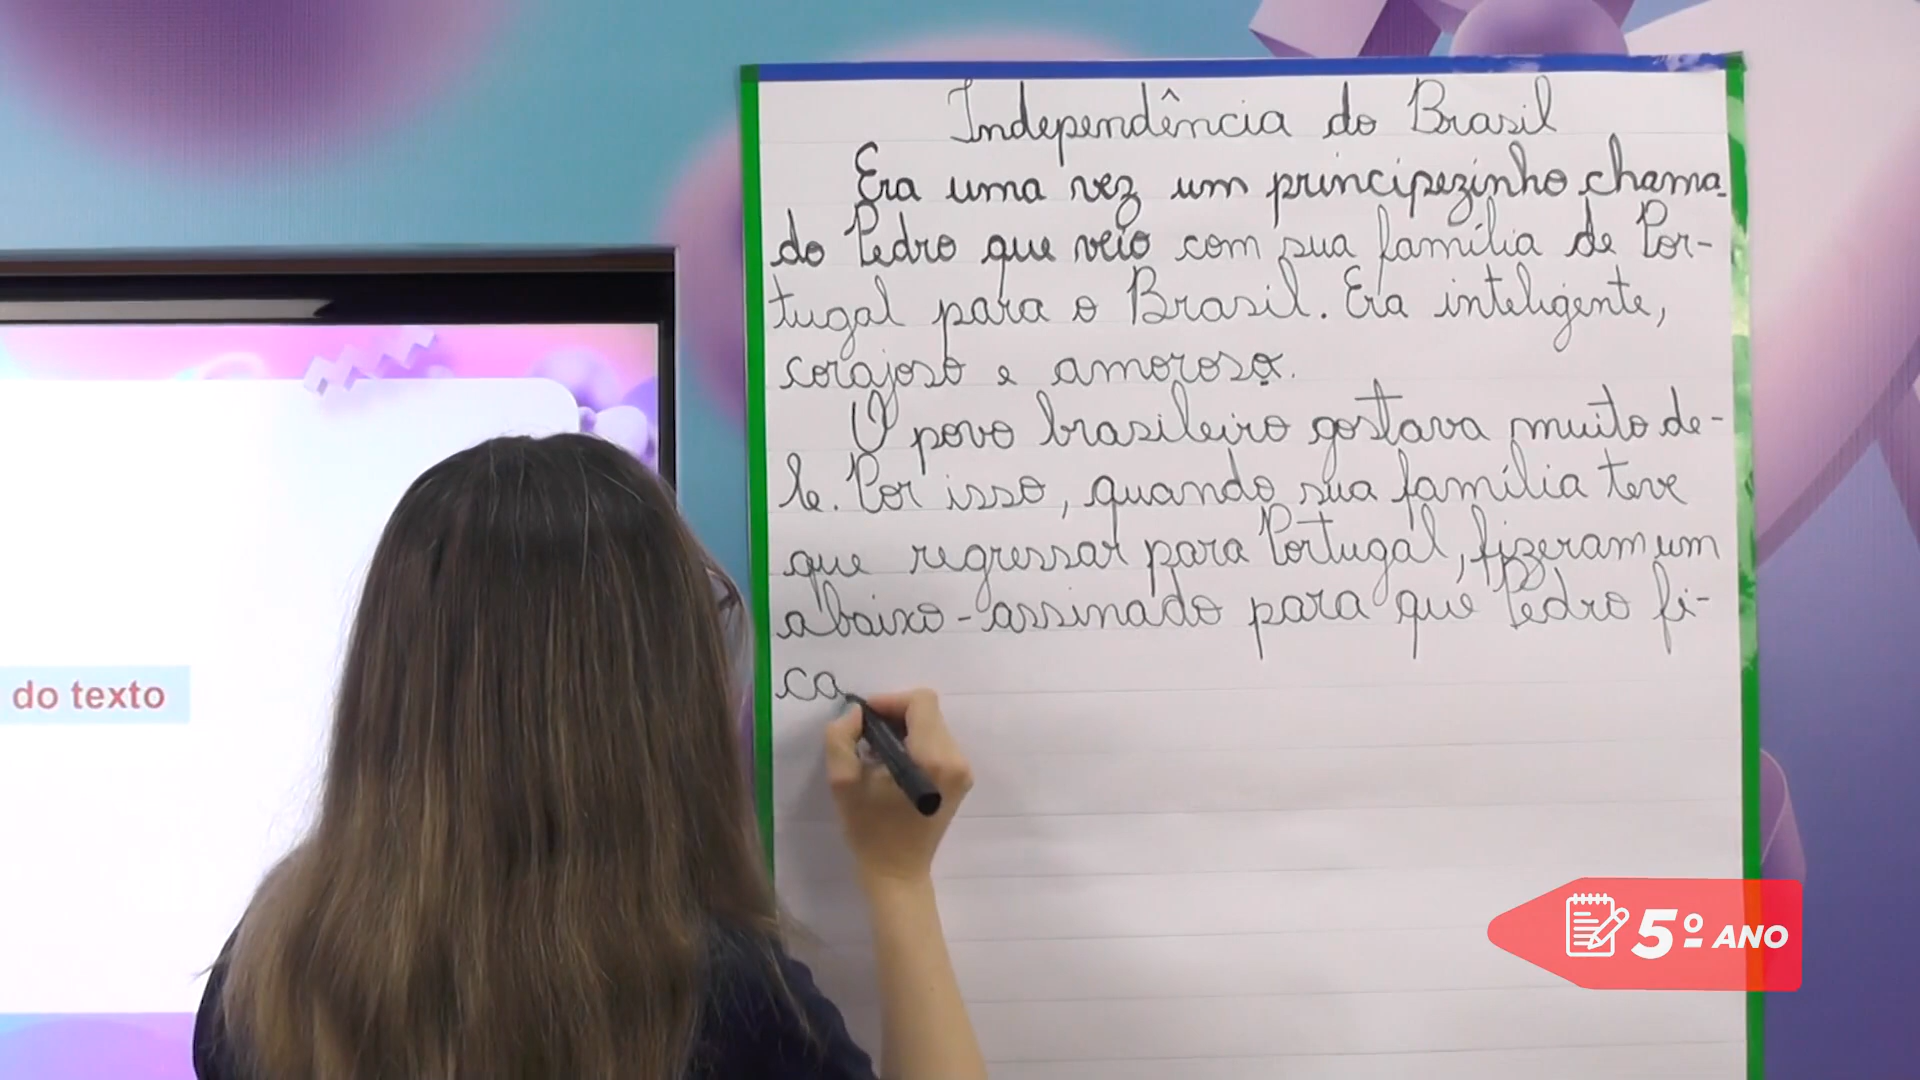 Independência do Brasil
Era uma vez um principezinho chama-
do Pedro que veio com sua família de Por-
tugal para o Brasil. Era inteligente,
corajoso e amoroso.
O povo brasileiro gostava muito de-
le. Por isso, quando sua família teve
que regressar para Portugal, fizeram um
abaixo-assinado para que Pedro fi-
ca
do texto
5º ANO